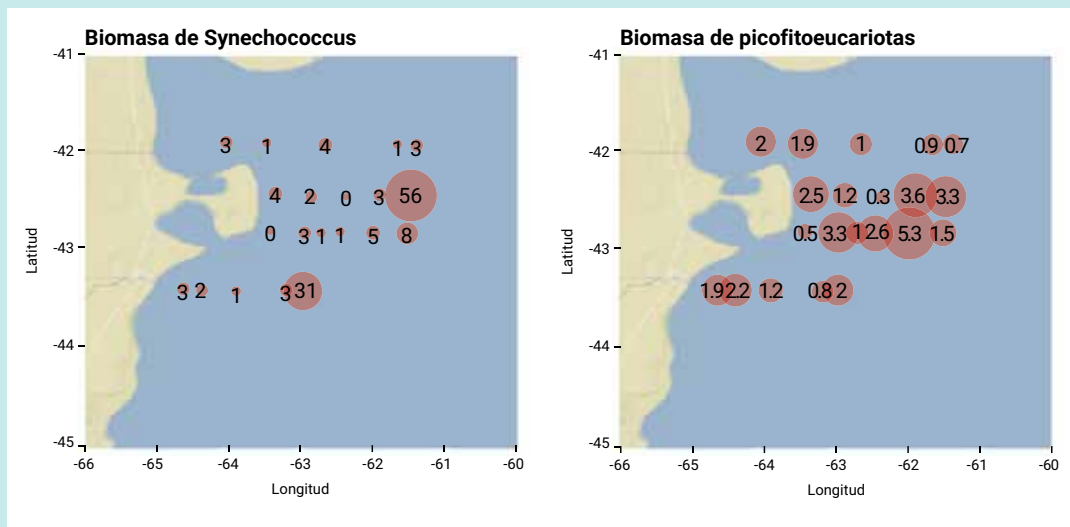 Biomasa de Synechococcus
-41
-42
-43
-44
-45
Latitud
3 1 4 1 3
4 2 0 3 56
0 3 1 1 5 8
3 2 1 3 31
-66 -65 -64 -63 -62 -61 -60
Longitud
Biomasa de picofitoeucariotas
-41
-42
-43
-44
-45
Latitud
2 1.9 1 0.9 0.7
2.5 1.2 0.3 3.6 3.3
0.5 3.3 1 2.6 5.3 1.5
1.9 2.2 1.2 0.8 2
-66 -65 -64 -63 -62 -61 -60
Longitud